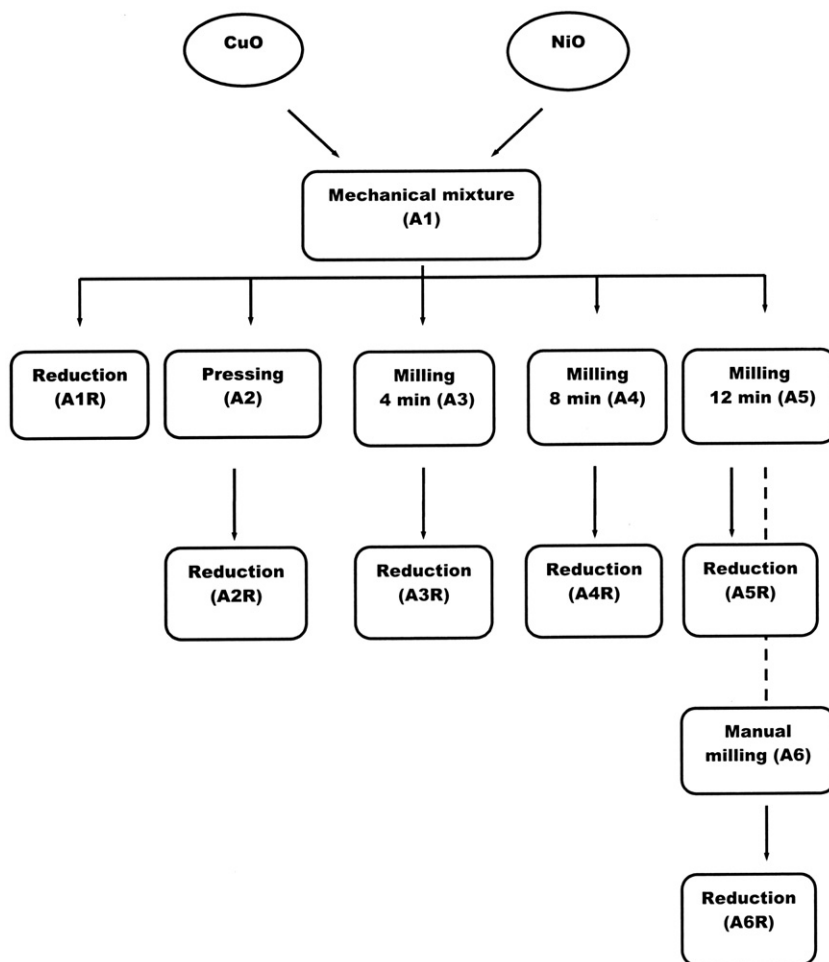 CuO
NiO
Mechanical mixture
(A1)
Reduction
(A1R)
Pressing
(A2)
Milling
4 min (A3)
Milling
8 min (A4)
Milling
12 min (A5)
Reduction
(A2R)
Reduction
(A3R)
Reduction
(A4R)
Reduction
(A5R)
Manual
milling (A6)
Reduction
(A6R)